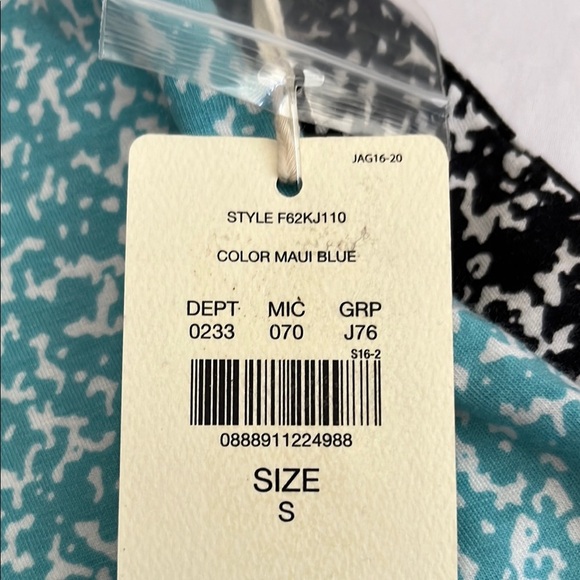 JAG16-20
STYLE F62KJ110
COLOR MAUI BLUE
DEPT MIC GRP
0233 070 J76
S16-2
0888911224988
SIZE
S